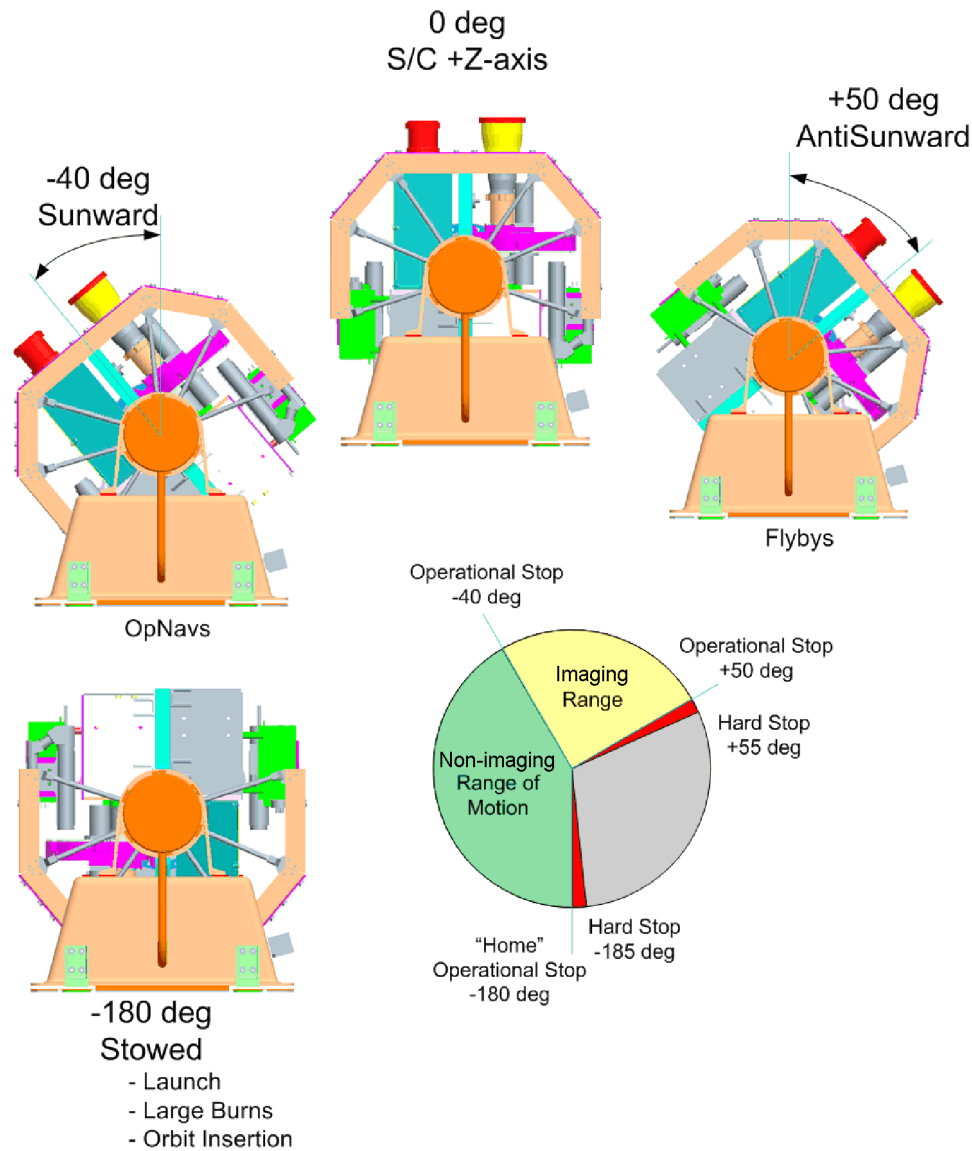 0 deg
S/C +Z-axis
+50 deg
AntiSunward
-40 deg
Sunward
Flybys
OpNavs
Operational Stop
-40 deg
Operational Stop
+50 deg
Imaging
Range
Hard Stop
+55 deg
Non-imaging
Range of
Motion
Hard Stop
-185 deg
“Home”
Operational Stop
-180 deg
-180 deg
Stowed
- Launch
- Large Burns
- Orbit Insertion